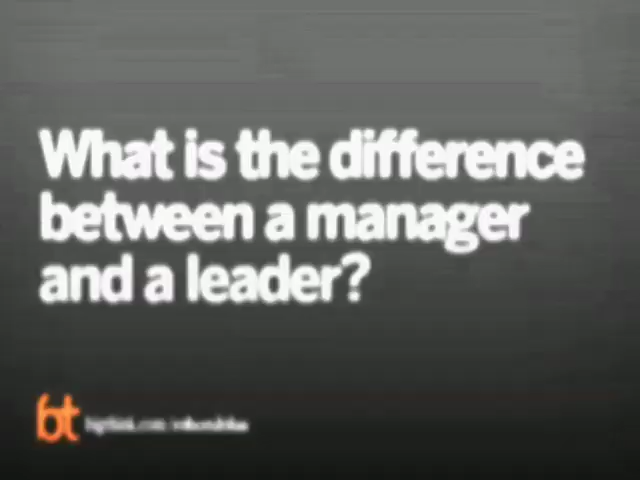 What is the difference
between a manager
and a leader?
bt